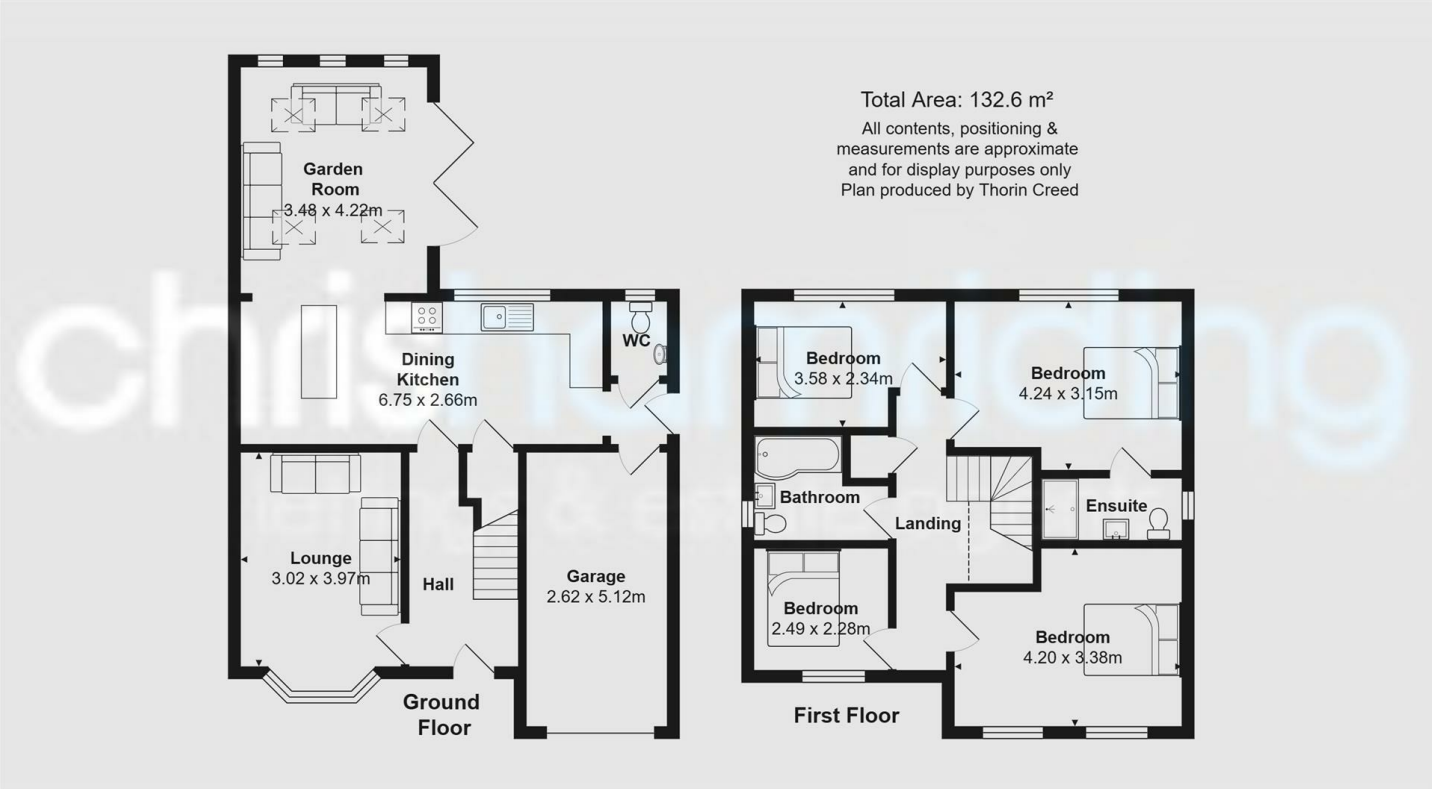 Total Area: 132.6 m²
All contents, positioning &
measurements are approximate
and for display purposes only
Plan produced by Thorin Creed
Garden
Room
3.48 x 4.22m
Dining
Kitchen
6.75 x 2.66m
WC
Lounge
3.02 x 3.97m
Hall
Garage
2.62 x 5.12m
Ground
Floor
Bedroom
3.58 x 2.34m
Bedroom
4.24 x 3.15m
Bathroom
Ensuite
Landing
Bedroom
2.49 x 2.28m
Bedroom
4.20 x 3.38m
First Floor